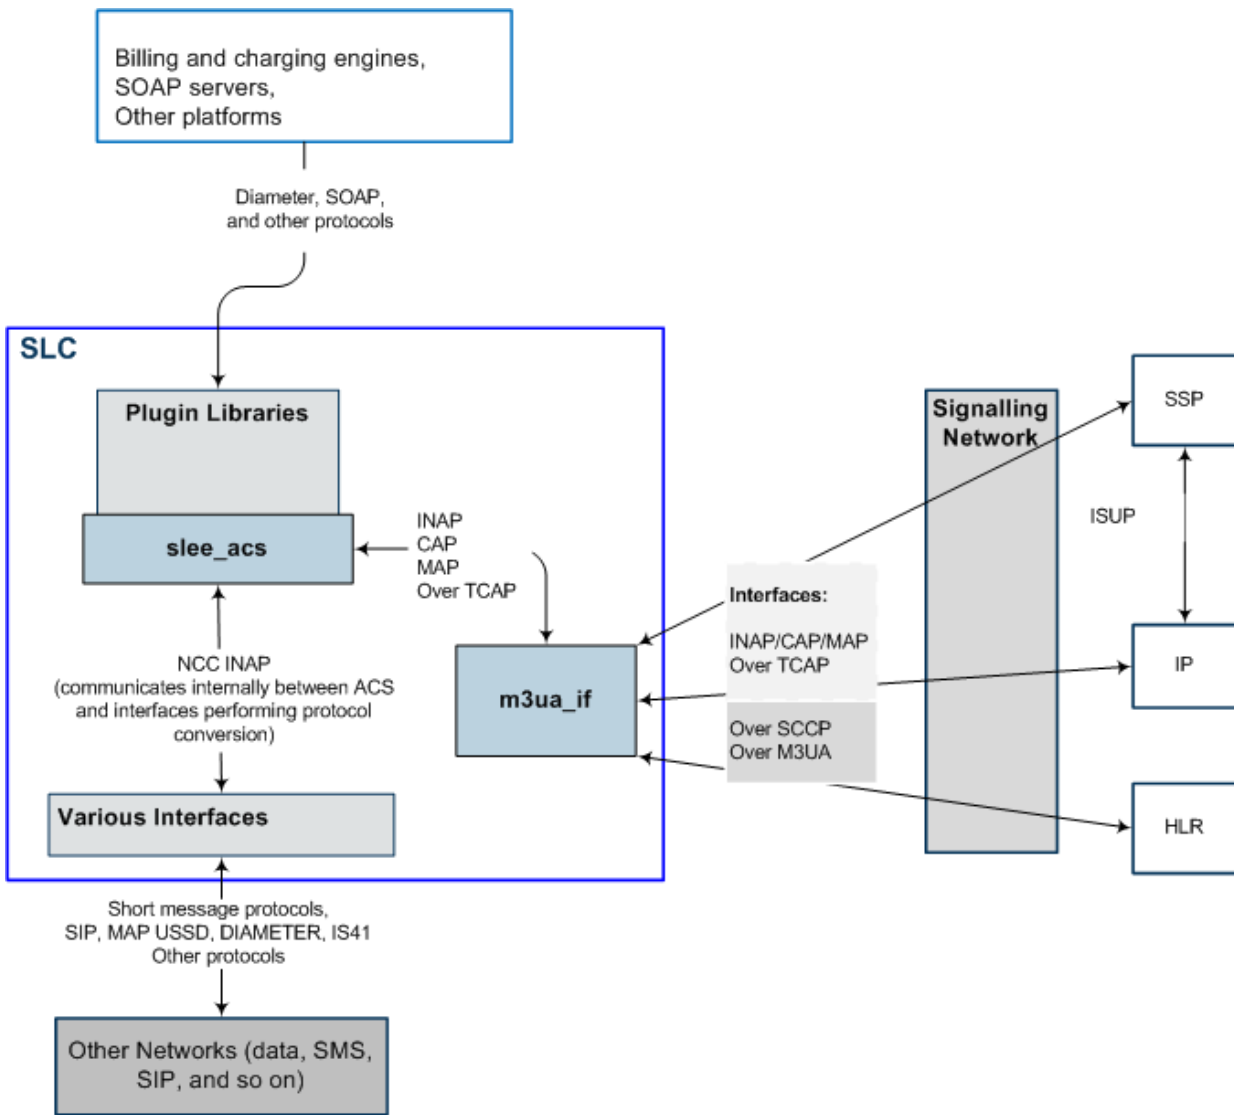 Billing and charging engines,
SOAP servers,
Other platforms
Diameter, SOAP,
and other protocols
SLC
Plugin Libraries
slee_acs
INAP
CAP
MAP
Over TCAP
NCC INAP
(communicates internally between ACS
and interfaces performing protocol
conversion)
m3ua_if
Various Interfaces
Short message protocols,
SIP, MAP USSD, DIAMETER, IS41
Other protocols
Other Networks (data, SMS,
SIP, and so on)
Interfaces:
INAP/CAP/MAP
Over TCAP
Over SCCP
Over M3UA
Signalling
Network
SSP
ISUP
IP
HLR